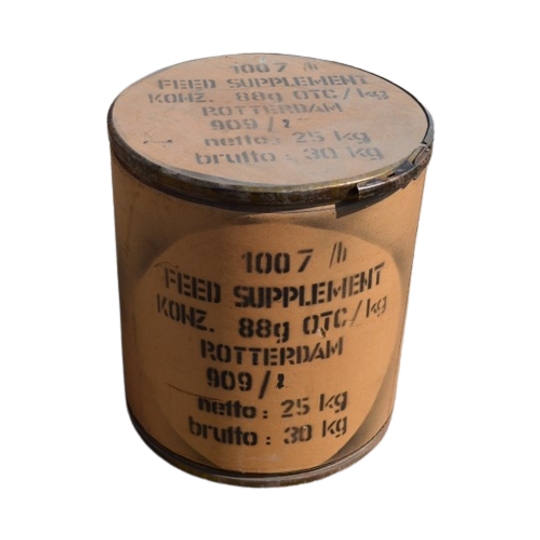 1007 /h
FEED SUPPLEMENT
KONZ. 88g OTC/kg
ROTTERDAM
909/
netto: 25 kg
brutto: 30 kg
1007 /h
FEED SUPPLEMENT
KONZ. 88g OTC/kg
ROTTERDAM
909/
netto: 25 kg
brutto: 30 kg